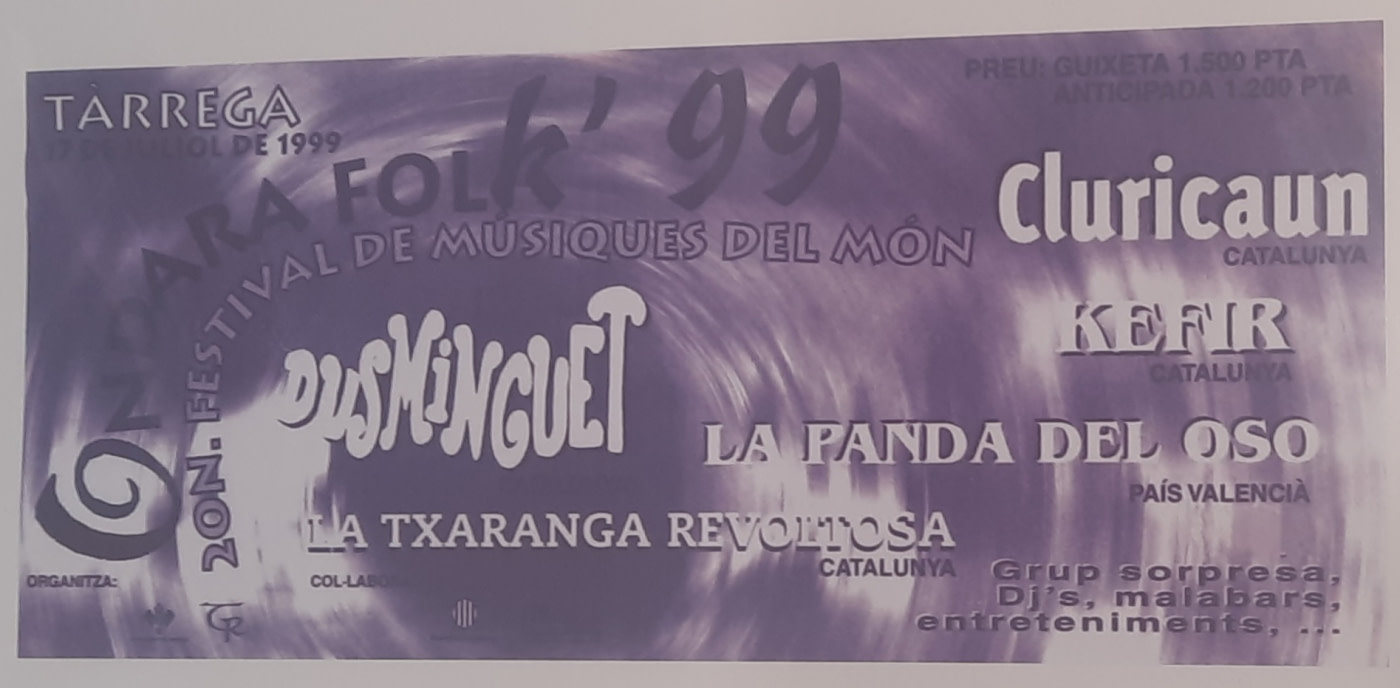 TÀRREGA
17 DE JULIOL DE 1999
ONDARA FOLK' 99
2ON. FESTIVAL DE MÚSIQUES DEL MÓN
PREU: GUIXETA 1.500 PTA
ANTICIPADA 1.200 PTA
Cluricaun
CATALUNYA
KEFIR
CATALUNYA
DUSMiNGUET
LA PANDA DEL OSO
PAÍS VALENCIÀ
LA TXARANGA REVOLTOSA
CATALUNYA
Grup sorpresa,
Dj's, malabars,
entreteniments, ...
ORGANITZA: